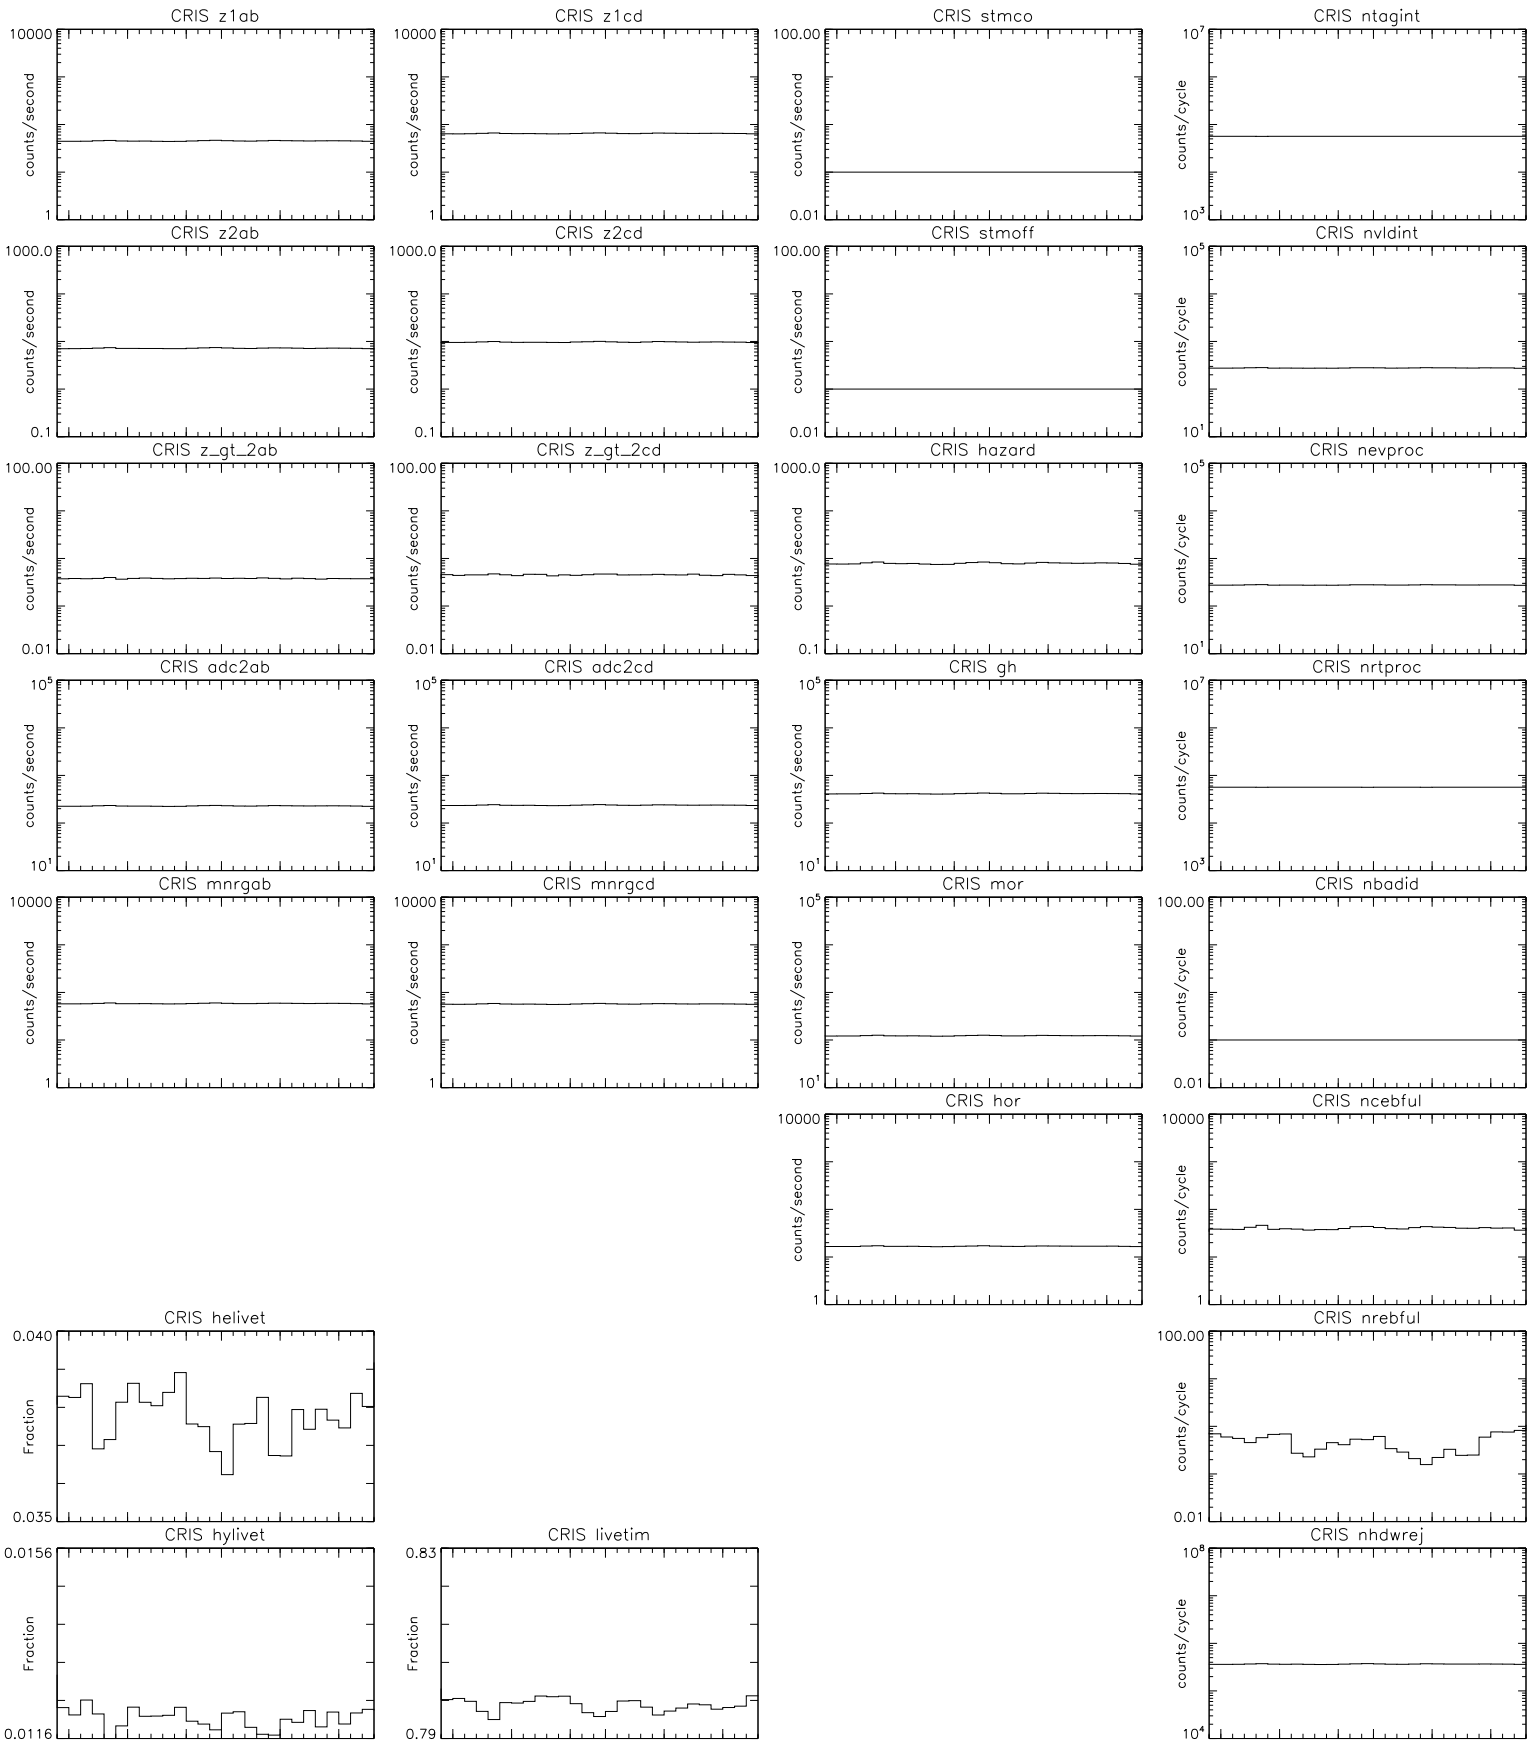 CRIS z1ab
CRIS z1cd
CRIS stmco
CRIS ntagint
10000
counts/second
1
10000
counts/second
1
100.00
counts/second
0.01
10^7
counts/cycle
10^3
CRIS z2ab
CRIS z2cd
CRIS stmoff
CRIS nvldint
1000.0
counts/second
0.1
1000.0
counts/second
0.1
100.00
counts/second
0.01
10^5
counts/cycle
10^1
CRIS z_gt_2ab
CRIS z_gt_2cd
CRIS hazard
CRIS nevproc
100.00
counts/second
0.01
100.00
counts/second
0.01
1000.0
counts/second
0.1
10^5
counts/cycle
10^1
CRIS adc2ab
CRIS adc2cd
CRIS gh
CRIS nrtproc
10^5
counts/second
10^1
10^5
counts/second
10^1
10^5
counts/second
10^1
10^7
counts/cycle
10^3
CRIS mnrgab
CRIS mnrgcd
CRIS mor
CRIS nbadid
10000
counts/second
1
10000
counts/second
1
10^5
counts/second
10^1
100.00
counts/cycle
0.01
CRIS hor
CRIS ncebful
10000
counts/second
1
10000
counts/cycle
1
CRIS helivet
CRIS nrebful
0.040
Fraction
0.035
100.00
counts/cycle
0.01
CRIS hylivet
CRIS livetim
CRIS nhdwrej
0.0156
Fraction
0.0116
0.83
Fraction
0.79
10^8
counts/cycle
10^4